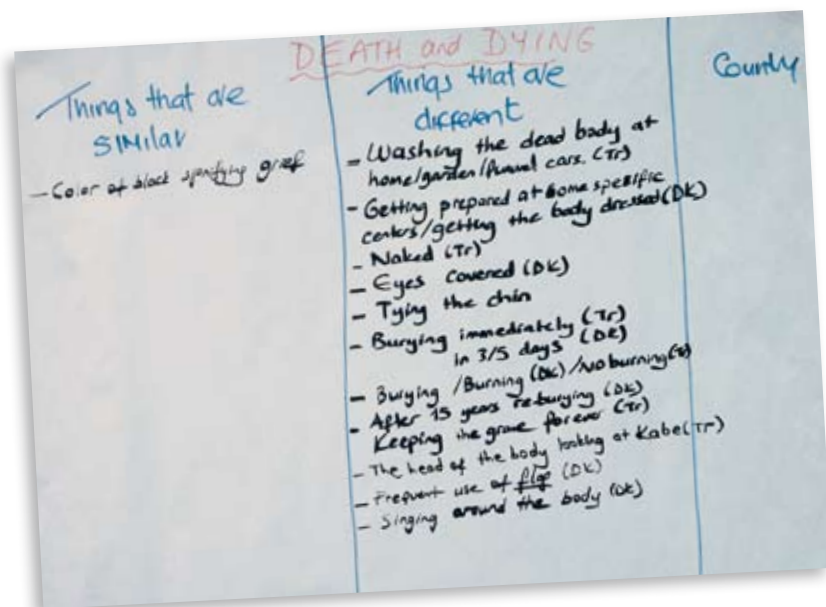 DEATH and DYING
Things that are
SIMilar
- Color of black spesifying grief
Things that are
different
- Washing the dead body at
home/garden/funural cars. (Tr)
- Getting prepared at some spesific
centers/getting the body dressed (DK)
- Naked (Tr)
- Eyes covered (DK)
- Tying the chin
- Burying immediately (Tr)
in 3/5 days (DK)
- Burying /Burning (DK) /No burning
- After 15 years reburying (DK)
Keeping the grave forever (Tr)
- The head of the body looking at Kabe (Tr)
- Frequent use of flag (DK)
- Singing around the body (DK)